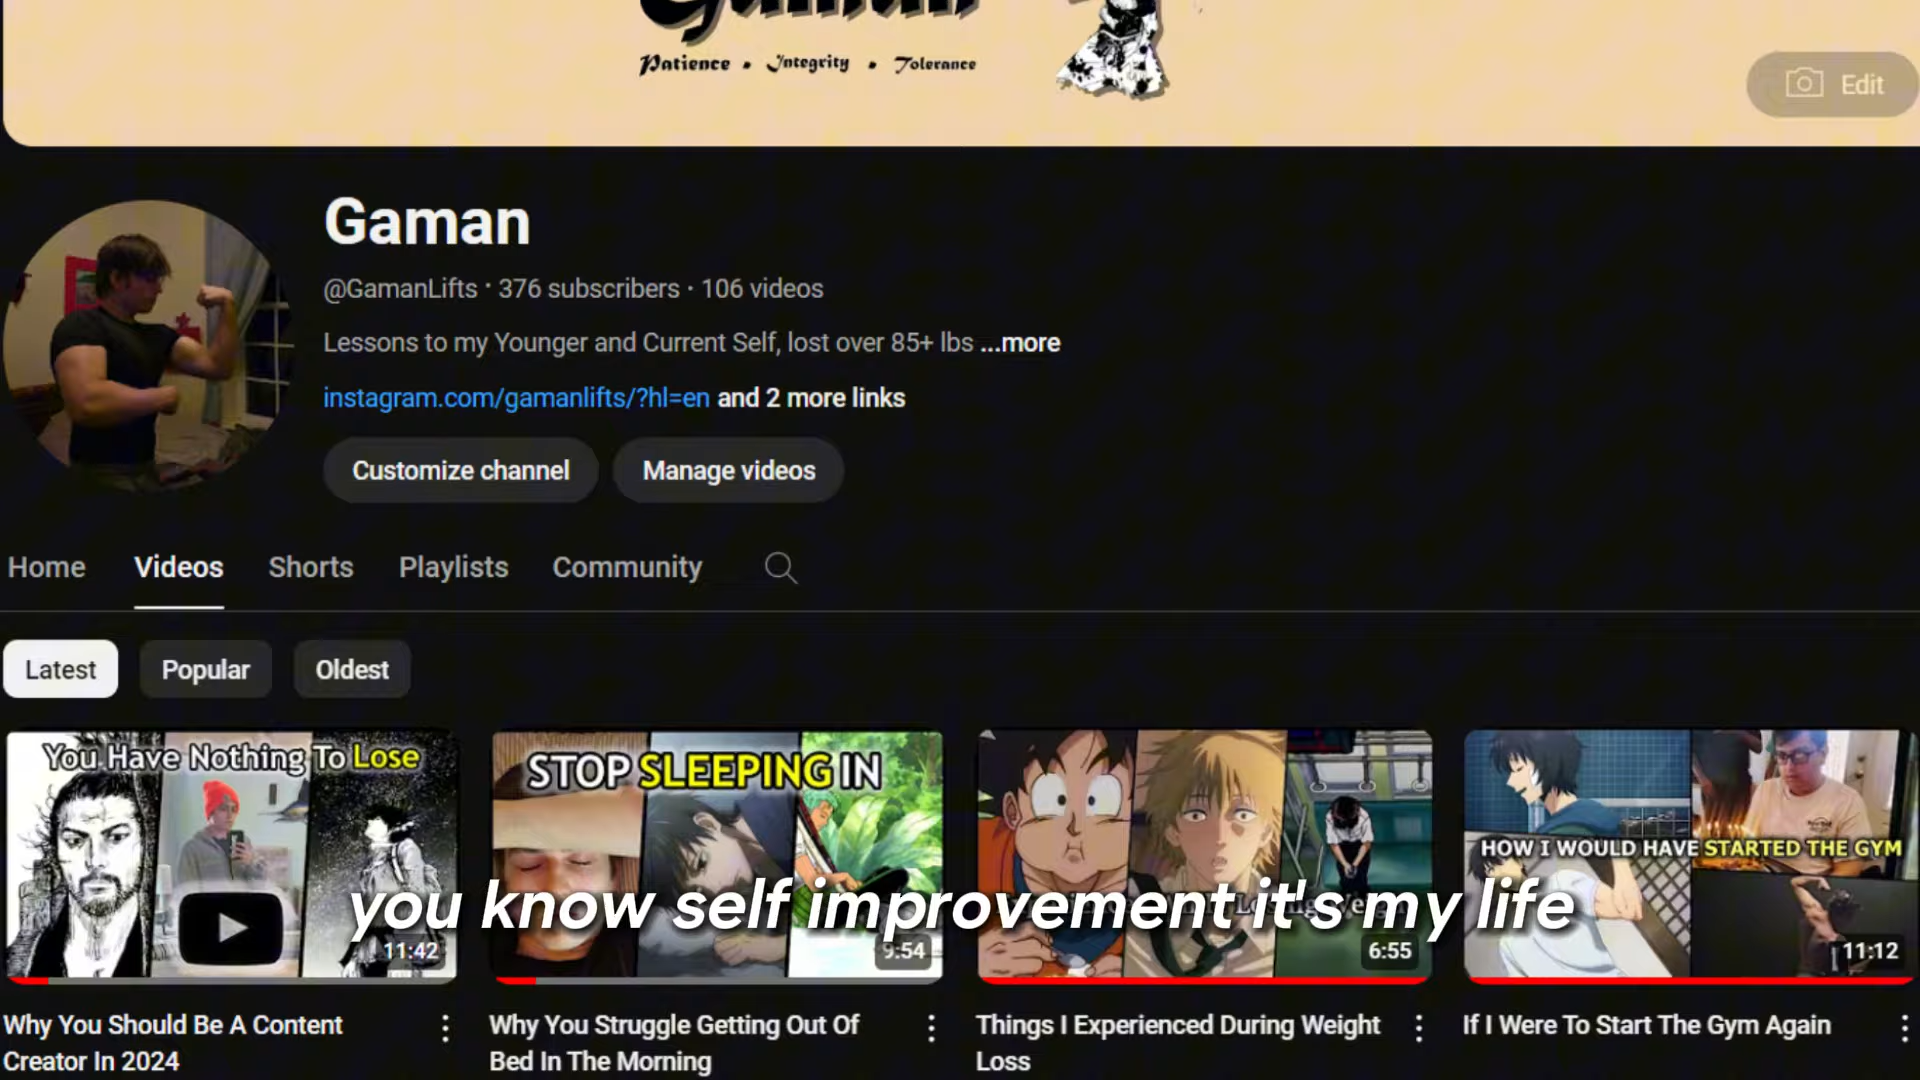 Gaman
Patience • Integrity • Tolerance
Edit
Gaman
@GamanLifts · 376 subscribers · 106 videos
Lessons to my Younger and Current Self, lost over 85+ lbs ...more
instagram.com/gamanlifts/?hl=en and 2 more links
Customize channel
Manage videos
Home
Videos
Shorts
Playlists
Community
Latest
Popular
Oldest
You Have Nothing To Lose
STOP SLEEPING IN
HOW I WOULD HAVE STARTED THE GYM
you know self improvement it's my life
11:42
9:54
6:55
11:12
Why You Should Be A Content
Creator In 2024
Why You Struggle Getting Out Of
Bed In The Morning
Things I Experienced During Weight
Loss
If I Were To Start The Gym Again